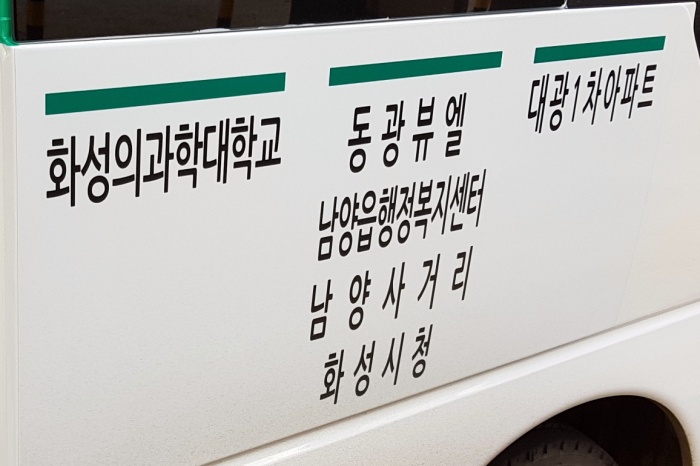 화성의과학대학교
동광뷰엘
남양읍행정복지센터
남양사거리
화성시청
대광1차아파트